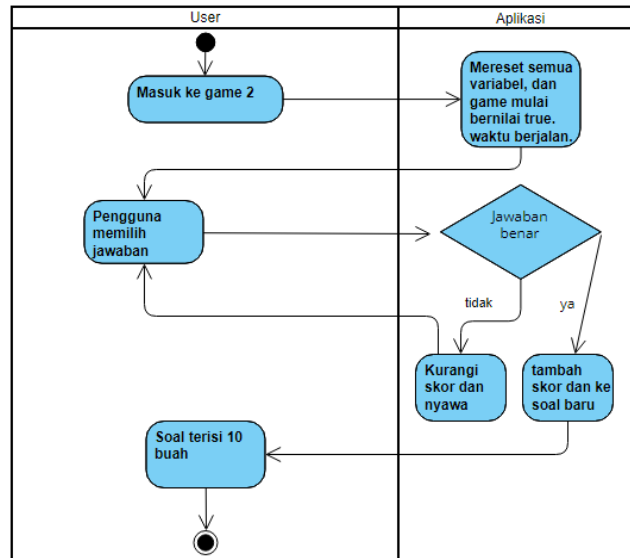 User
Aplikasi
Masuk ke game 2
Mereset semua
variabel, dan
game mulai
bernilai true.
waktu berjalan.
Pengguna
memilih
jawaban
Jawaban
benar
tidak
ya
Kurangi
skor dan
nyawa
tambah
skor dan ke
soal baru
Soal terisi 10
buah